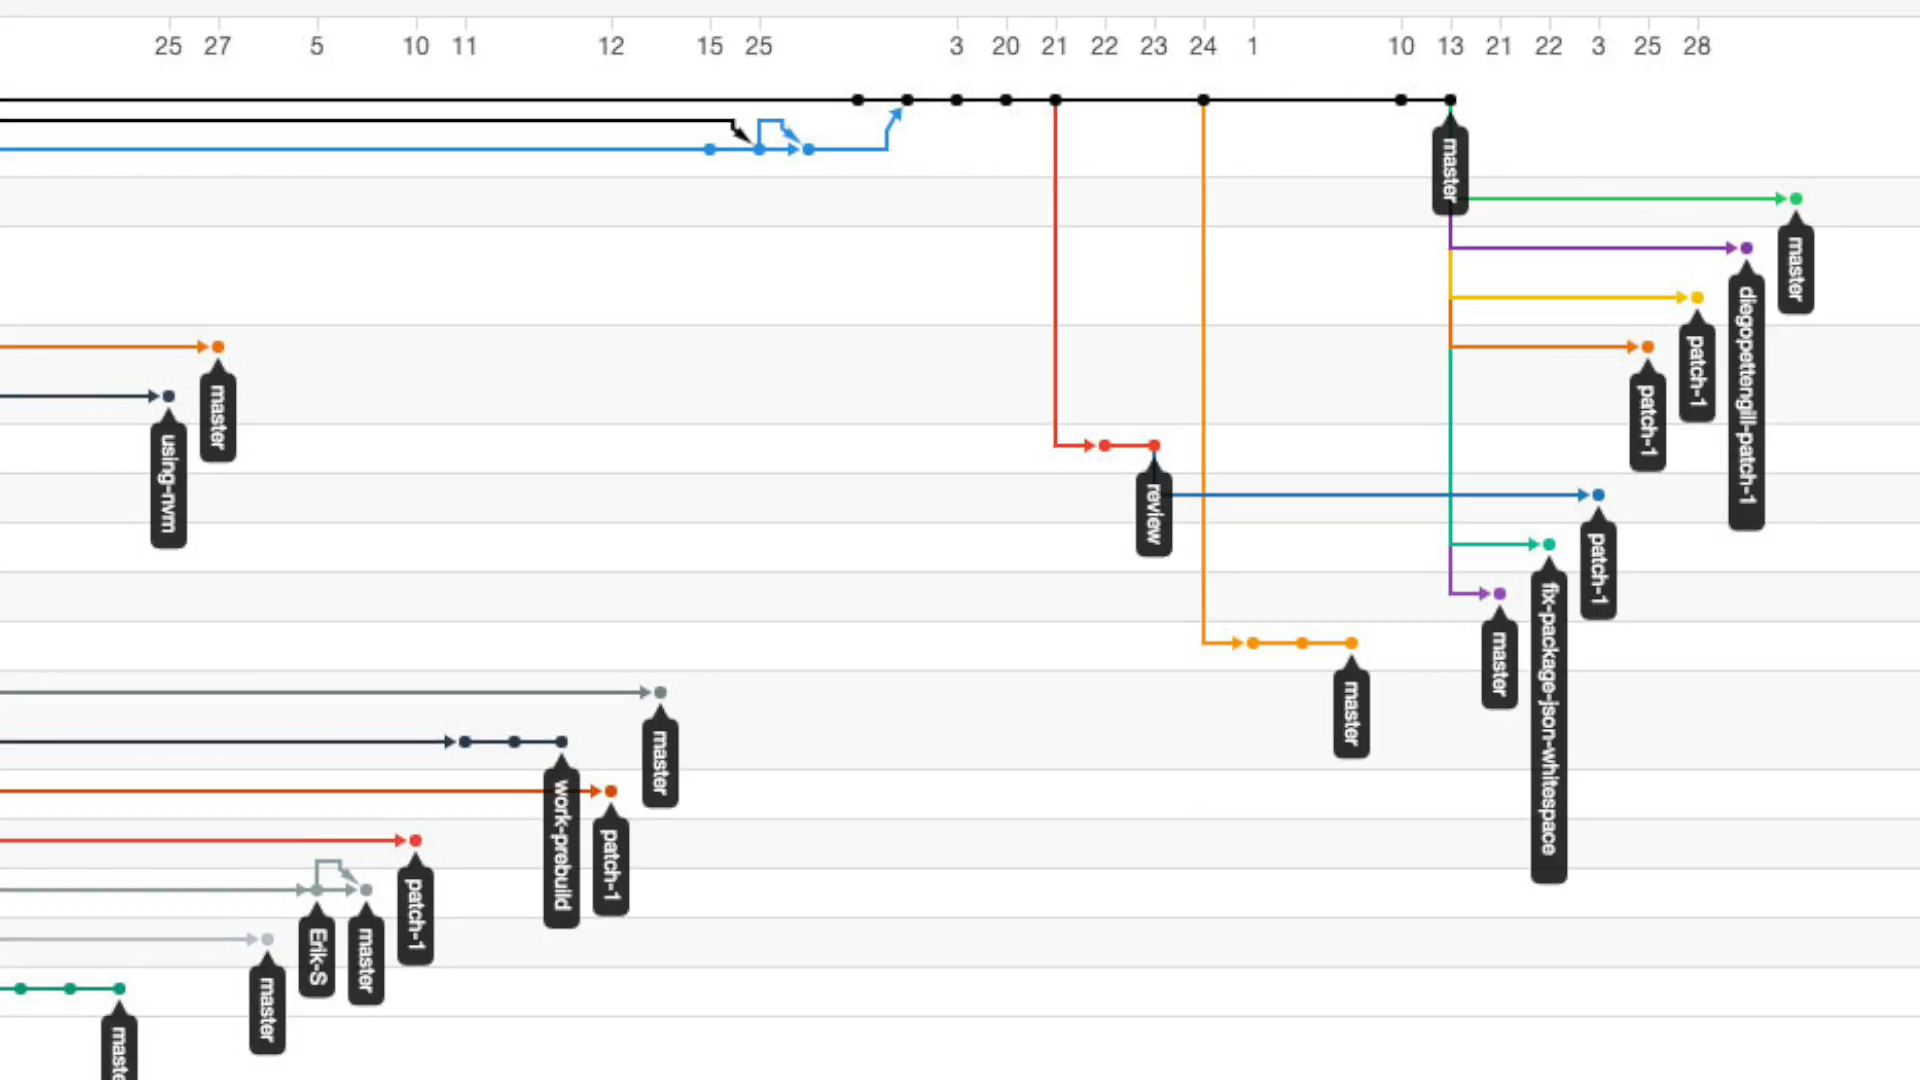 25 27 5 10 11 12 15 25 3 20 21 22 23 24 1 10 13 21 22 3 25 28
master
master
diegopettengill-patch-1
patch-1
master
patch-1
using-nvm
review
patch-1
fix-package-json-whitespace
master
master
master
work-prebuild
patch-1
patch-1
Erik-S
master
master
maste